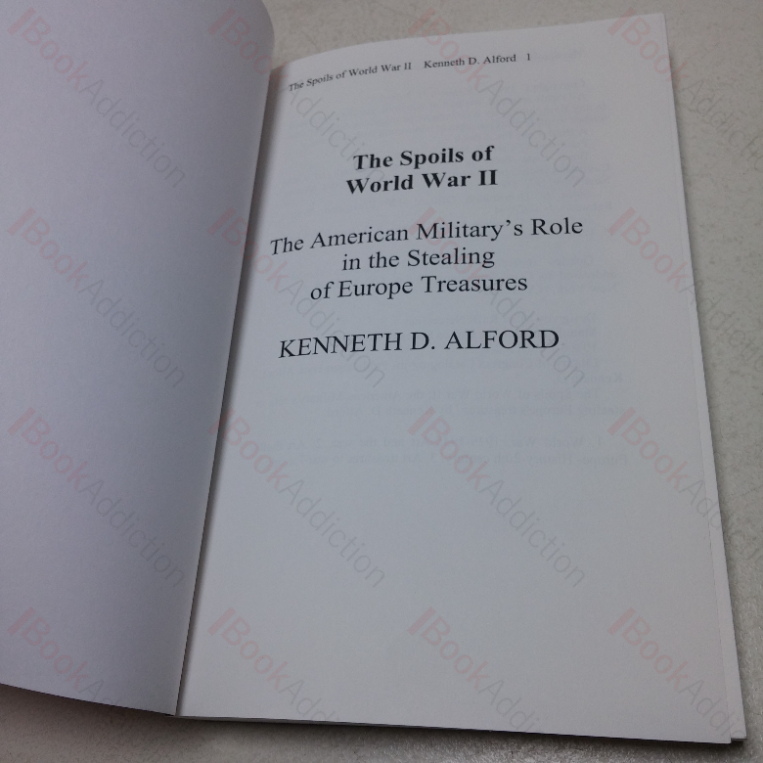 The Spoils of World War II Kenneth D. Alford 1
The Spoils of
World War II
The American Military's Role
in the Stealing
of Europe Treasures
KENNETH D. ALFORD
BookAddiction